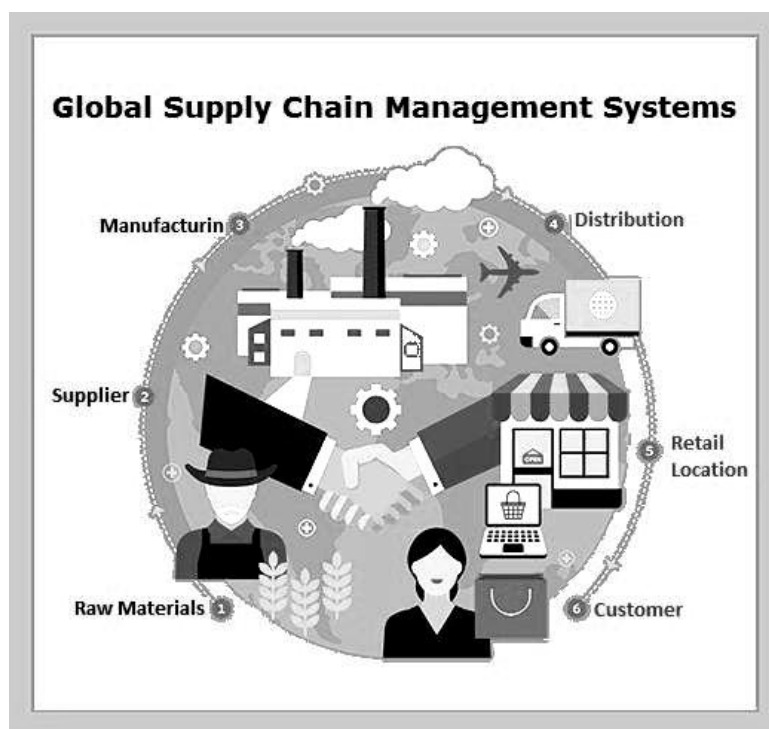 Global Supply Chain Management Systems
Manufacturin 3
4 Distribution
Supplier 2
5 Retail
Location
OPEN
Raw Materials 1
6 Customer